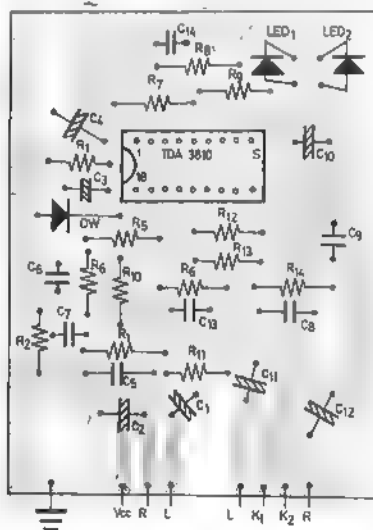 C14
LED1
LED2
R8
R7
R9
C4
R1
1
TDA 3810
S
18
C10
C3
DW
R5
R12
C9
R13
C6
R6
R10
R6
R14
R2
C7
C13
C8
C5
R11
C11
C2
C1
C12
Vcc
R
L
L
K1
K2
R